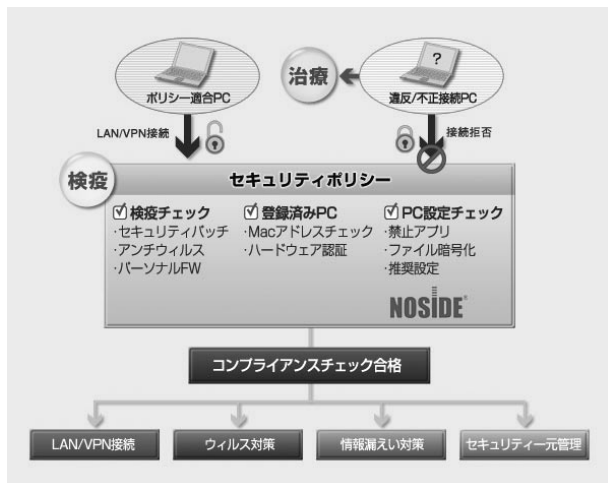 ?
治療
ポリシー適合PC
違反/不正接続PC
LAN/VPN接続
接続拒否
検疫
セキュリティポリシー
検疫チェック
・セキュリティパッチ
・アンチウィルス
・パーソナルFW
登録済みPC
・Macアドレスチェック
・ハードウェア認証
PC設定チェック
・禁止アプリ
・ファイル暗号化
・推奨設定
NOSiDE®
コンプライアンスチェック合格
LAN/VPN接続
ウィルス対策
情報漏えい対策
セキュリティー元管理